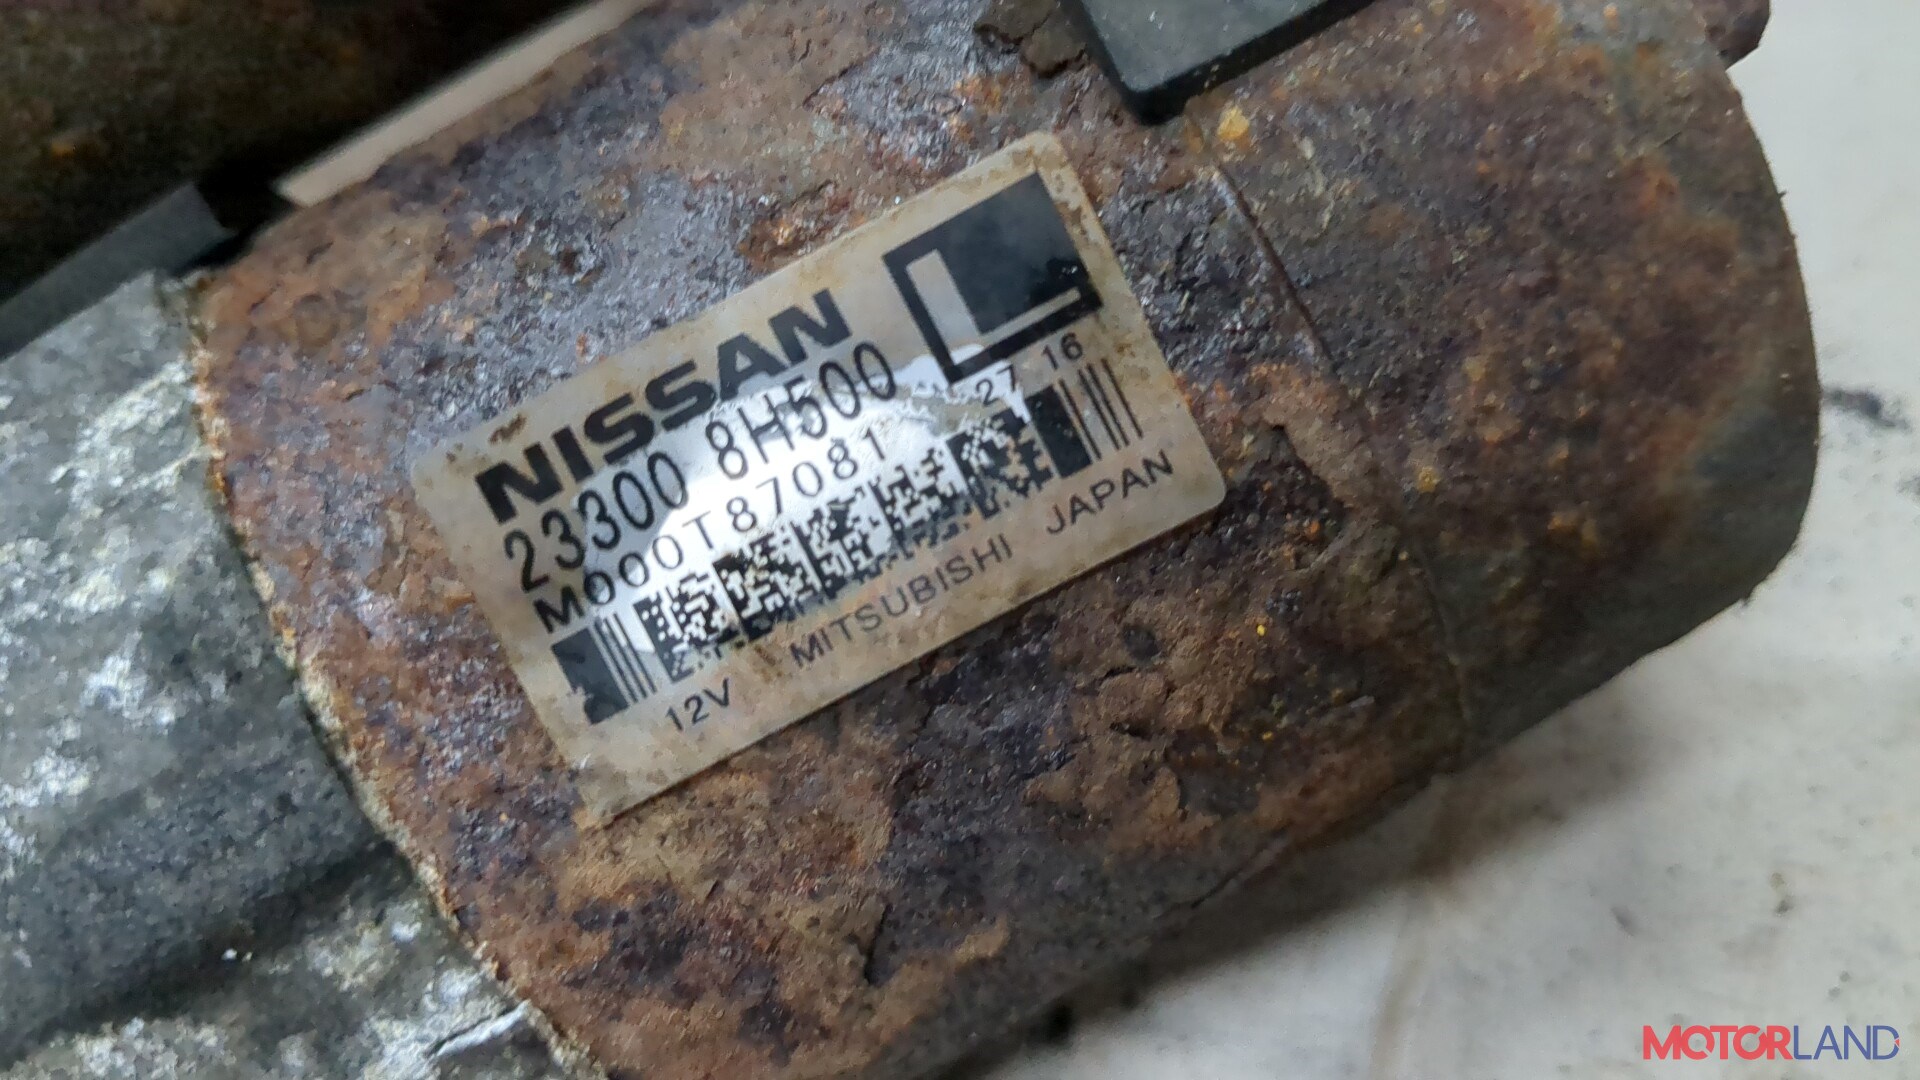 NISSAN
L
23300 8H500
M000T87081
27 16
12V MITSUBISHI JAPAN
MOTORLAND